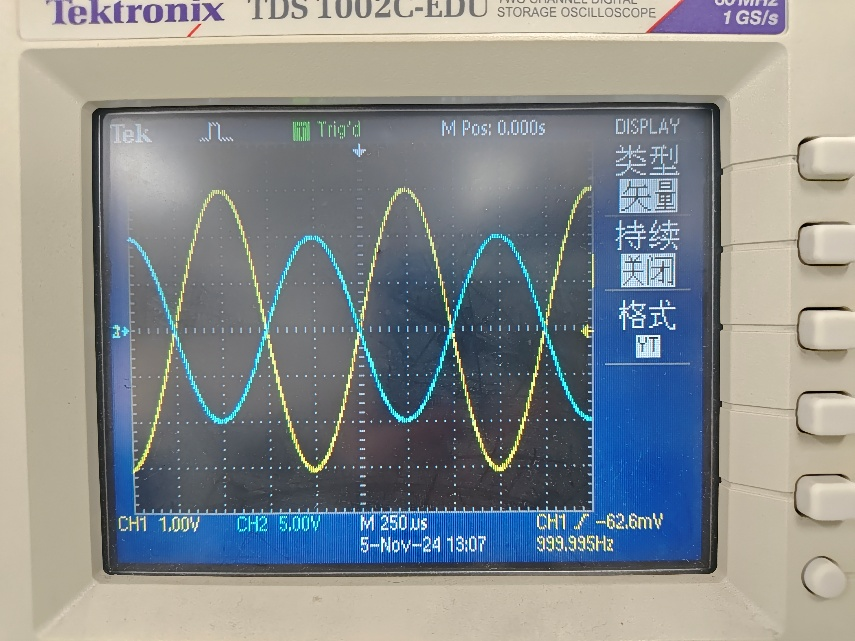 Tektronix TDS 1002C-EDU TWO CHANNEL DIGITAL STORAGE OSCILLOSCOPE 60 MHz 1 GS/s
Tek Trig'd M Pos: 0.000s DISPLAY
类型
矢量
持续
关闭
格式
YT
2
CH1 1.00V CH2 5.00V M 250µs CH1 -62.6mV
5-Nov-24 13:07 999.995Hz